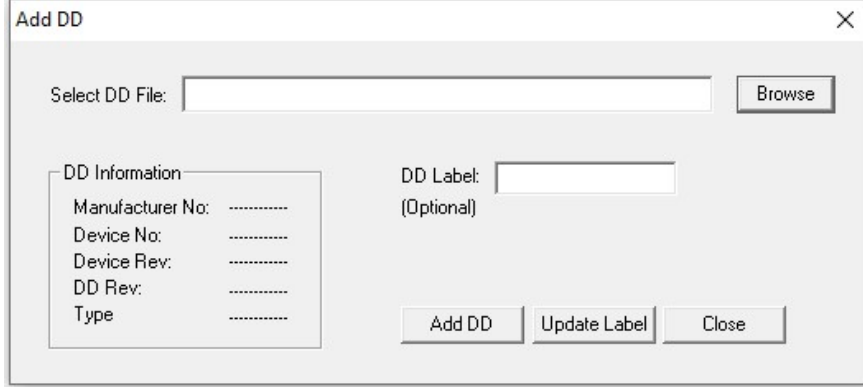 Add DD
Select DD File:
Browse
DD Information
Manufacturer No: -----------
Device No: -----------
Device Rev: -----------
DD Rev: -----------
Type -----------
DD Label:
(Optional)
Add DD
Update Label
Close